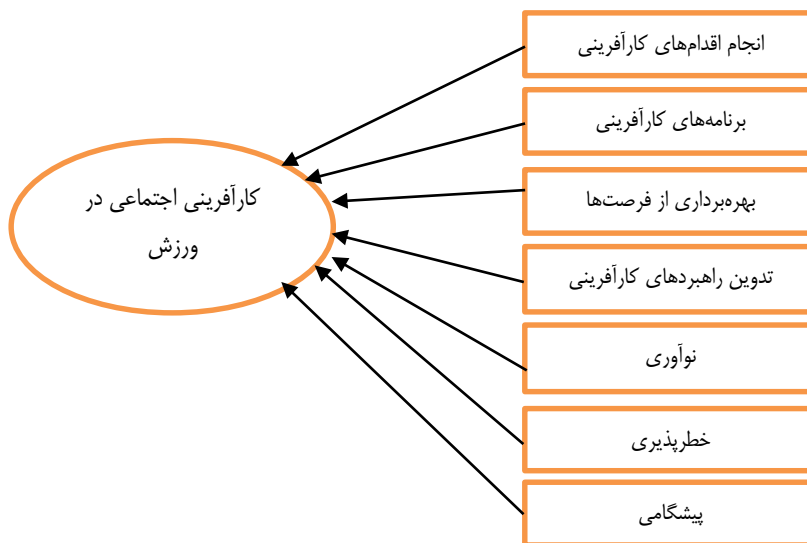 انجام اقدام‌های کارآفرینی
برنامه‌های کارآفرینی
بهره‌برداری از فرصت‌ها
تدوین راهبردهای کارآفرینی
نوآوری
خطرپذیری
پیشگامی
کارآفرینی اجتماعی در
ورزش